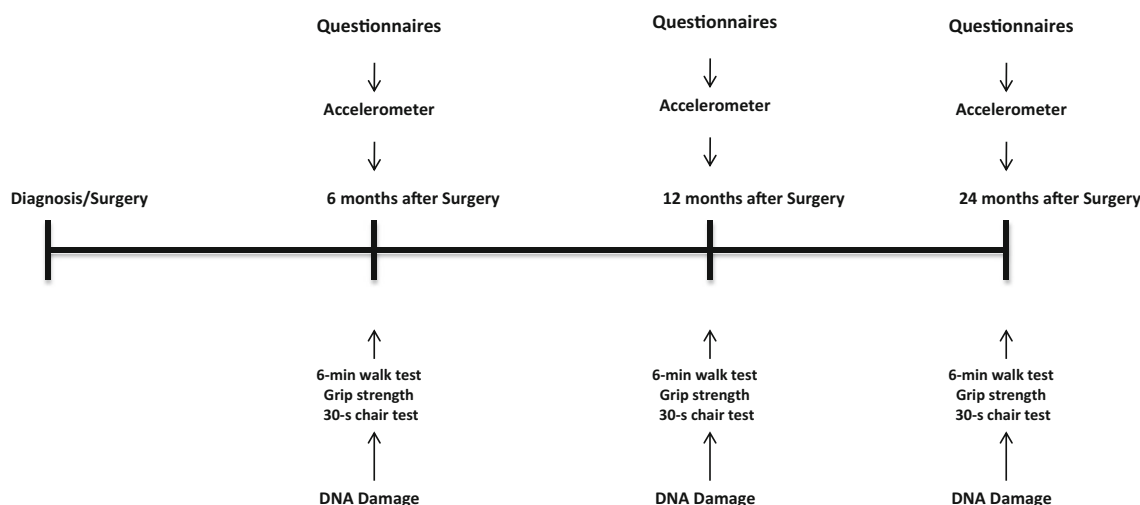 Questionnaires
Questionnaires
Questionnaires
Accelerometer
Accelerometer
Accelerometer
Diagnosis/Surgery
6 months after Surgery
12 months after Surgery
24 months after Surgery
6-min walk test
Grip strength
30-s chair test
6-min walk test
Grip strength
30-s chair test
6-min walk test
Grip strength
30-s chair test
DNA Damage
DNA Damage
DNA Damage